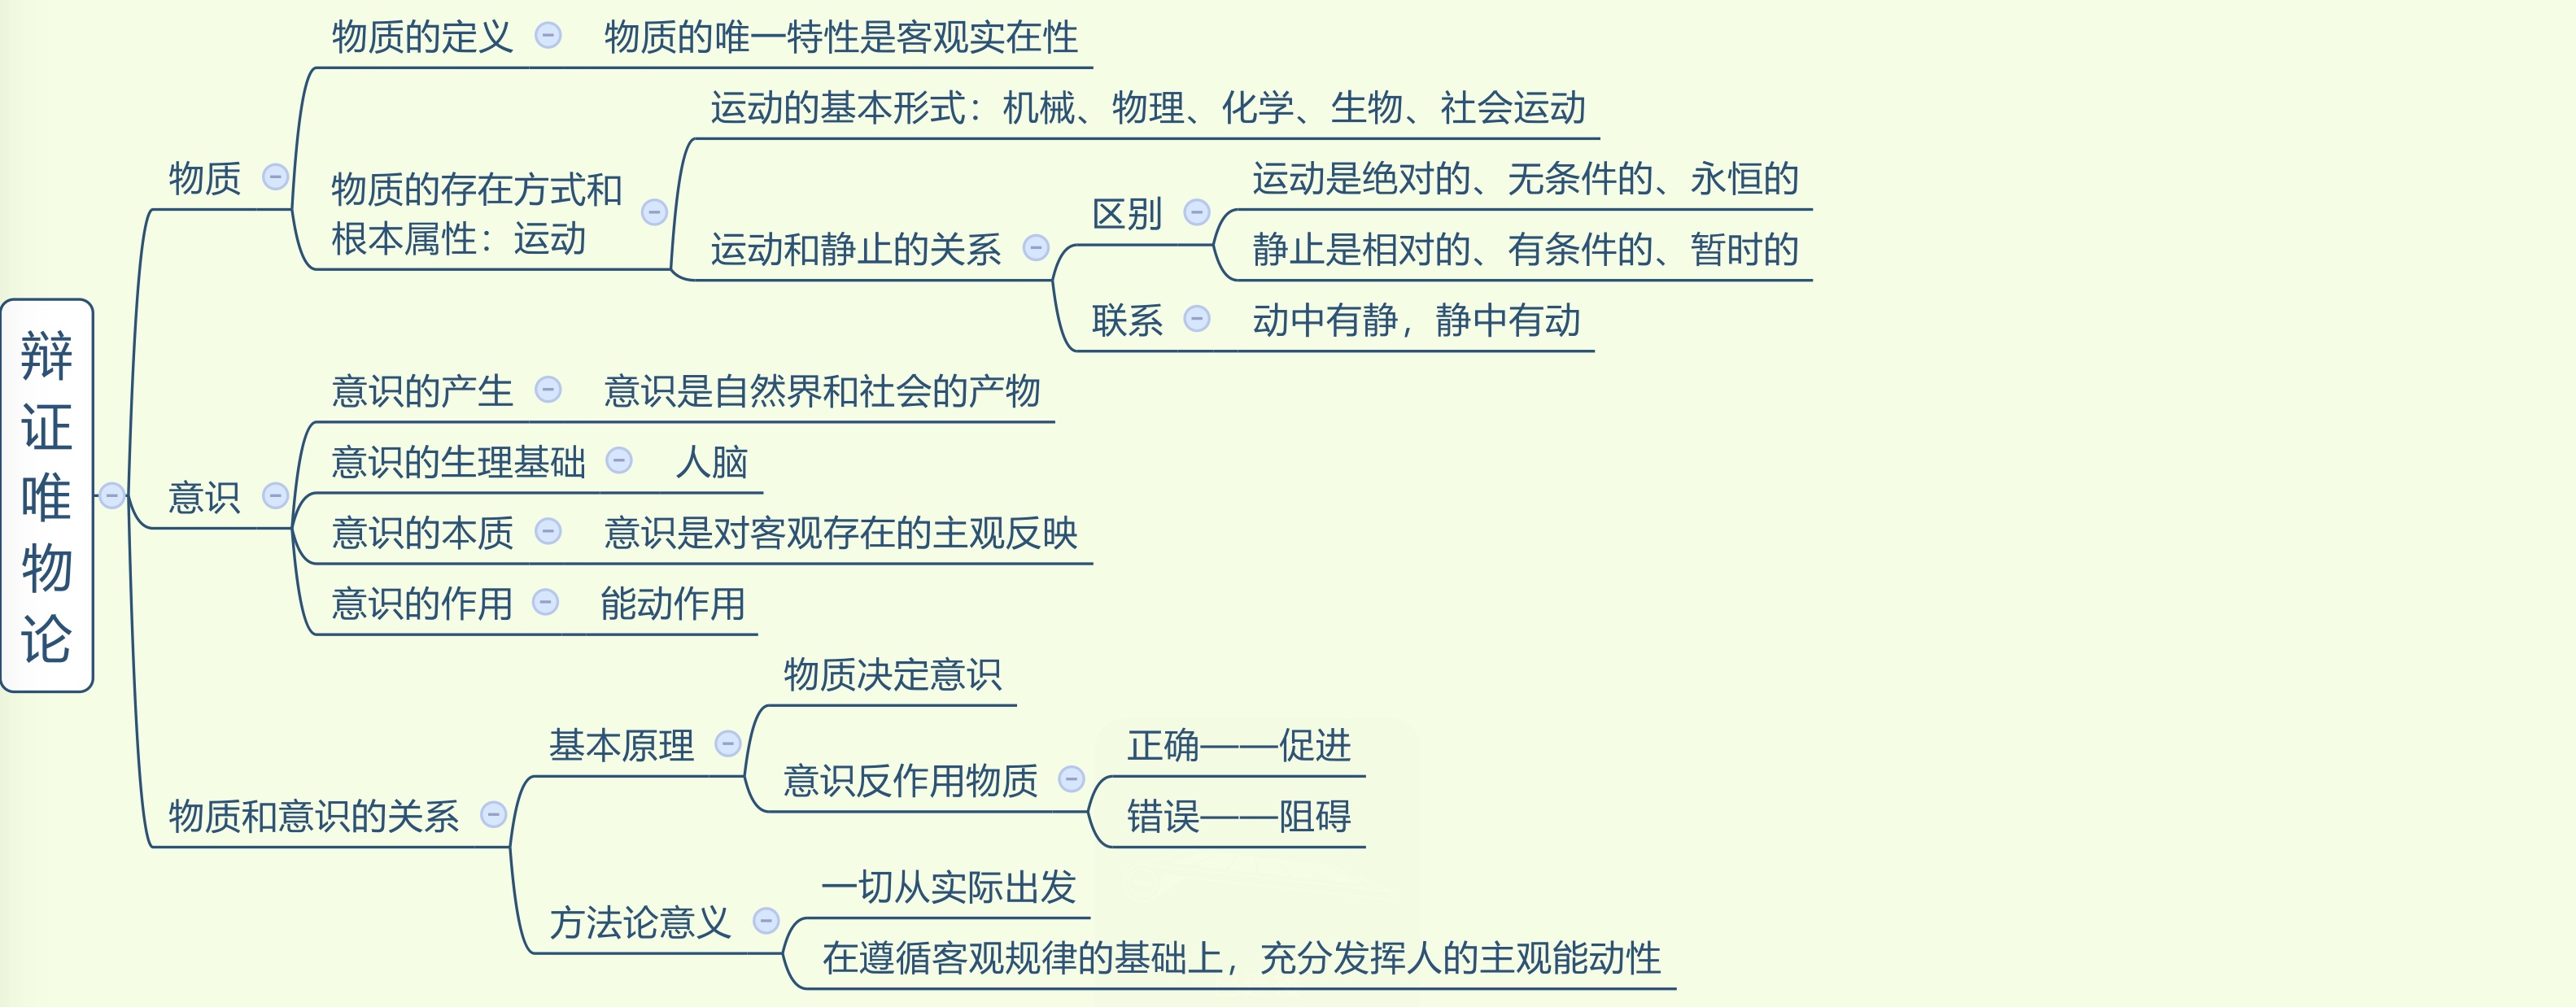 辩证唯物论
物质
物质的定义
物质的唯一特性是客观实在性
物质的存在方式和
根本属性：运动
运动的基本形式：机械、物理、化学、生物、社会运动
运动和静止的关系
区别
运动是绝对的、无条件的、永恒的
静止是相对的、有条件的、暂时的
联系
动中有静，静中有动
意识
意识的产生
意识是自然界和社会的产物
意识的生理基础
人脑
意识的本质
意识是对客观存在的主观反映
意识的作用
能动作用
物质和意识的关系
基本原理
物质决定意识
意识反作用物质
正确——促进
错误——阻碍
方法论意义
一切从实际出发
在遵循客观规律的基础上，充分发挥人的主观能动性